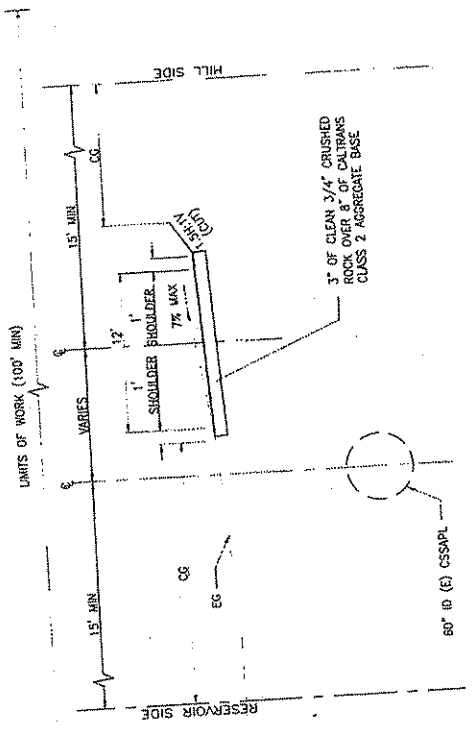 LIMITS OF WORK (100' MIN)
15' MIN
VARIES
15' MIN
℄
℄
CG
12'
1'
1'
SHOULDER
SHOULDER
7% MAX
1.5H:1V
(CUT)
HILL SIDE
RESERVOIR SIDE
CG
EG
3" OF CLEAN 3/4" CRUSHED
ROCK OVER 8" OF CALTRANS
CLASS 2 AGGREGATE BASE
60" ID (E) CSSAPL